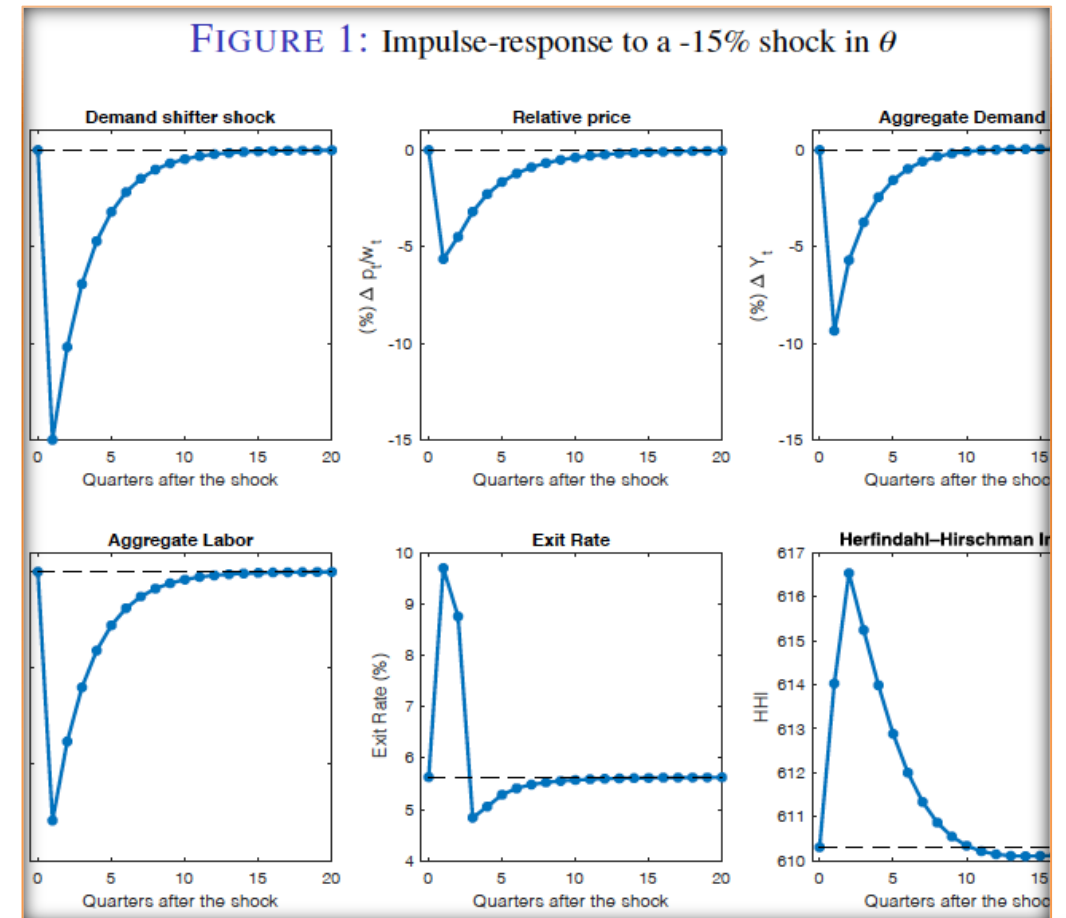 FIGURE 1: Impulse-response to a -15% shock in θ
Demand shifter shock
0 5 10 15 20
Quarters after the shock
Relative price
(%) Δ p_t/w_t
0
-5
-10
-15
0 5 10 15 20
Quarters after the shock
Aggregate Demand
(%) Δ Y_t
0
-5
-10
-15
0 5 10 15
Quarters after the shoc
Aggregate Labor
0 5 10 15 20
Quarters after the shock
Exit Rate
Exit Rate (%)
10
9
8
7
6
5
4
0 5 10 15 20
Quarters after the shock
Herfindahl–Hirschman In
HHI
617
616
615
614
613
612
611
610
0 5 10 15
Quarters after the shoc